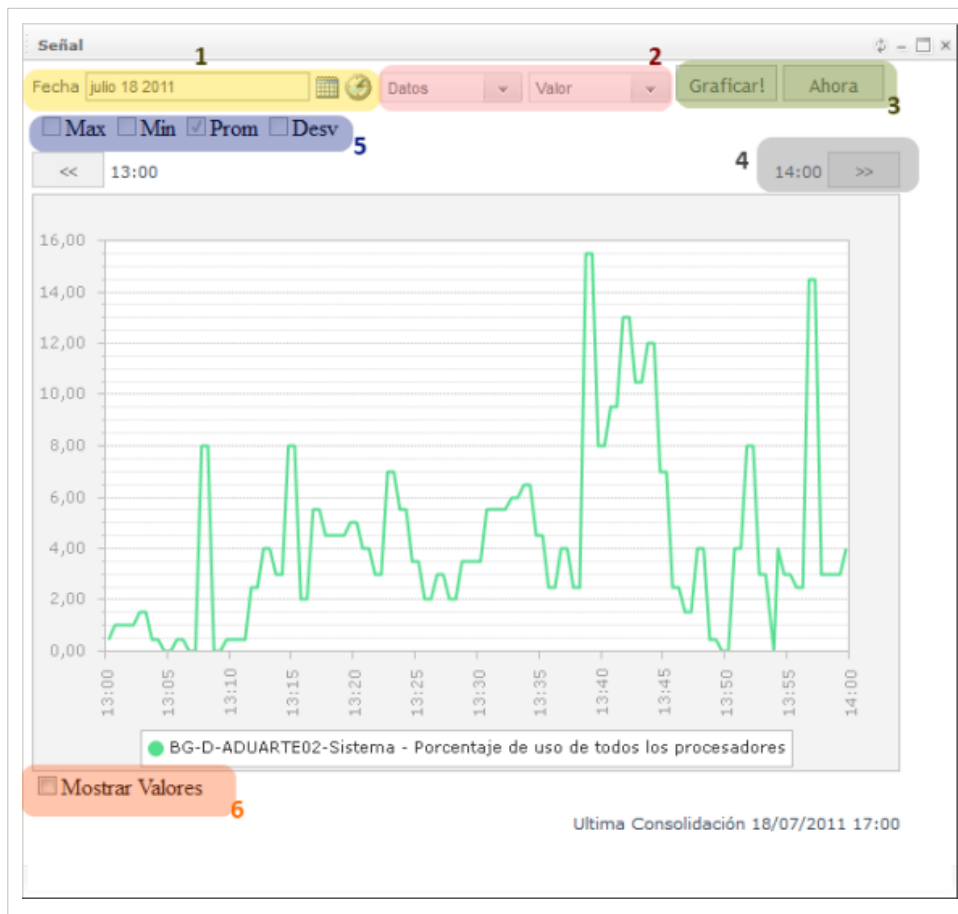 Señal
1
2
Fecha julio 18 2011 Datos Valor Graficar! Ahora
3
Max Min Prom Desv
5
4
<< 13:00 14:00 >>
16,00
14,00
12,00
10,00
8,00
6,00
4,00
2,00
0,00
13:00 13:05 13:10 13:15 13:20 13:25 13:30 13:35 13:40 13:45 13:50 13:55 14:00
BG-D-ADUARTE02-Sistema - Porcentaje de uso de todos los procesadores
Mostrar Valores
6
Ultima Consolidación 18/07/2011 17:00